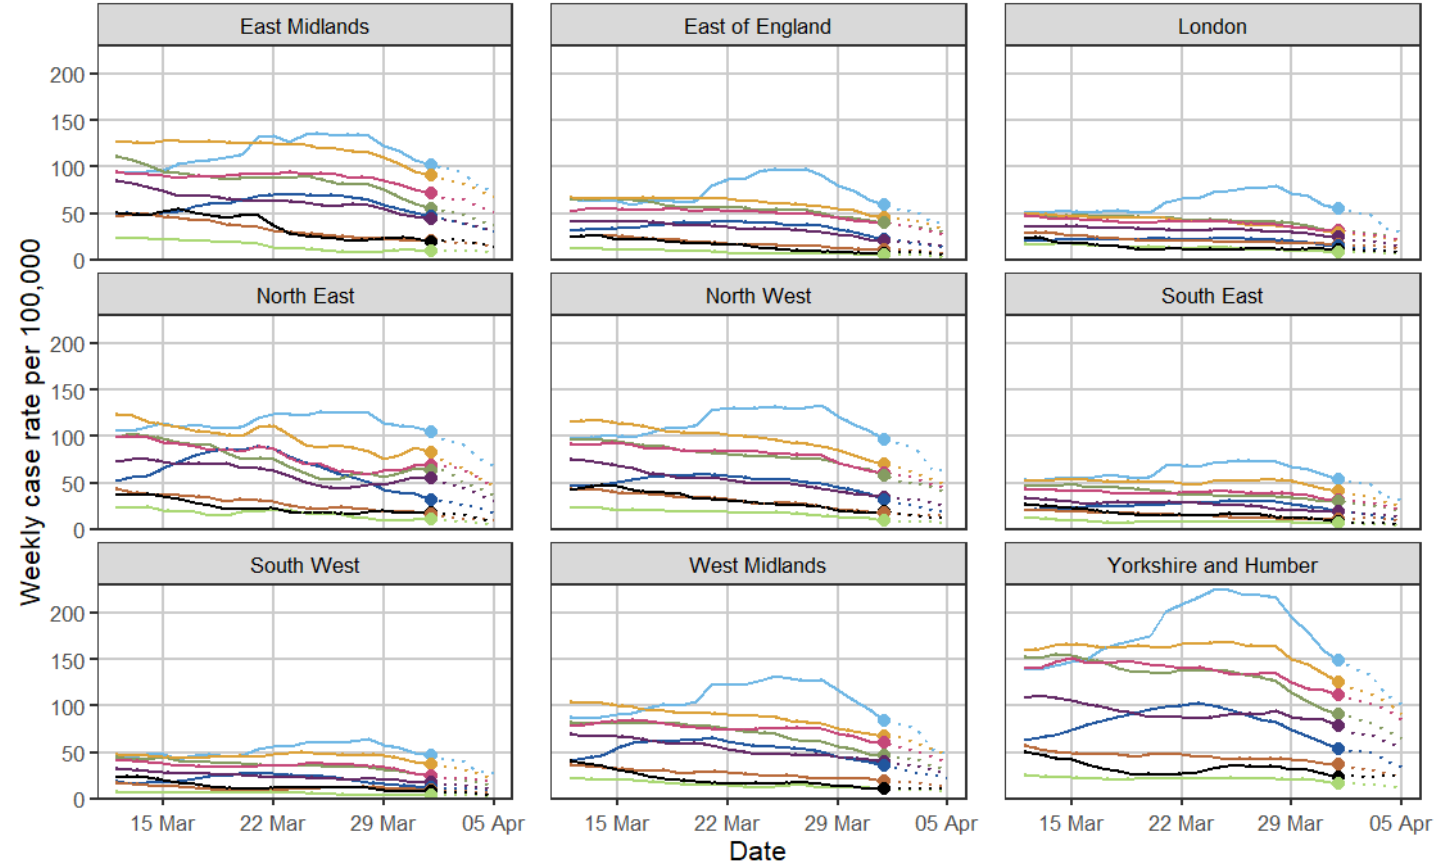 East Midlands
East of England
London
200
150
100
50
0
North East
North West
South East
200
150
100
50
0
South West
West Midlands
Yorkshire and Humber
200
150
100
50
0
15 Mar 22 Mar 29 Mar 05 Apr
15 Mar 22 Mar 29 Mar 05 Apr
15 Mar 22 Mar 29 Mar 05 Apr
Date
Weekly case rate per 100,000